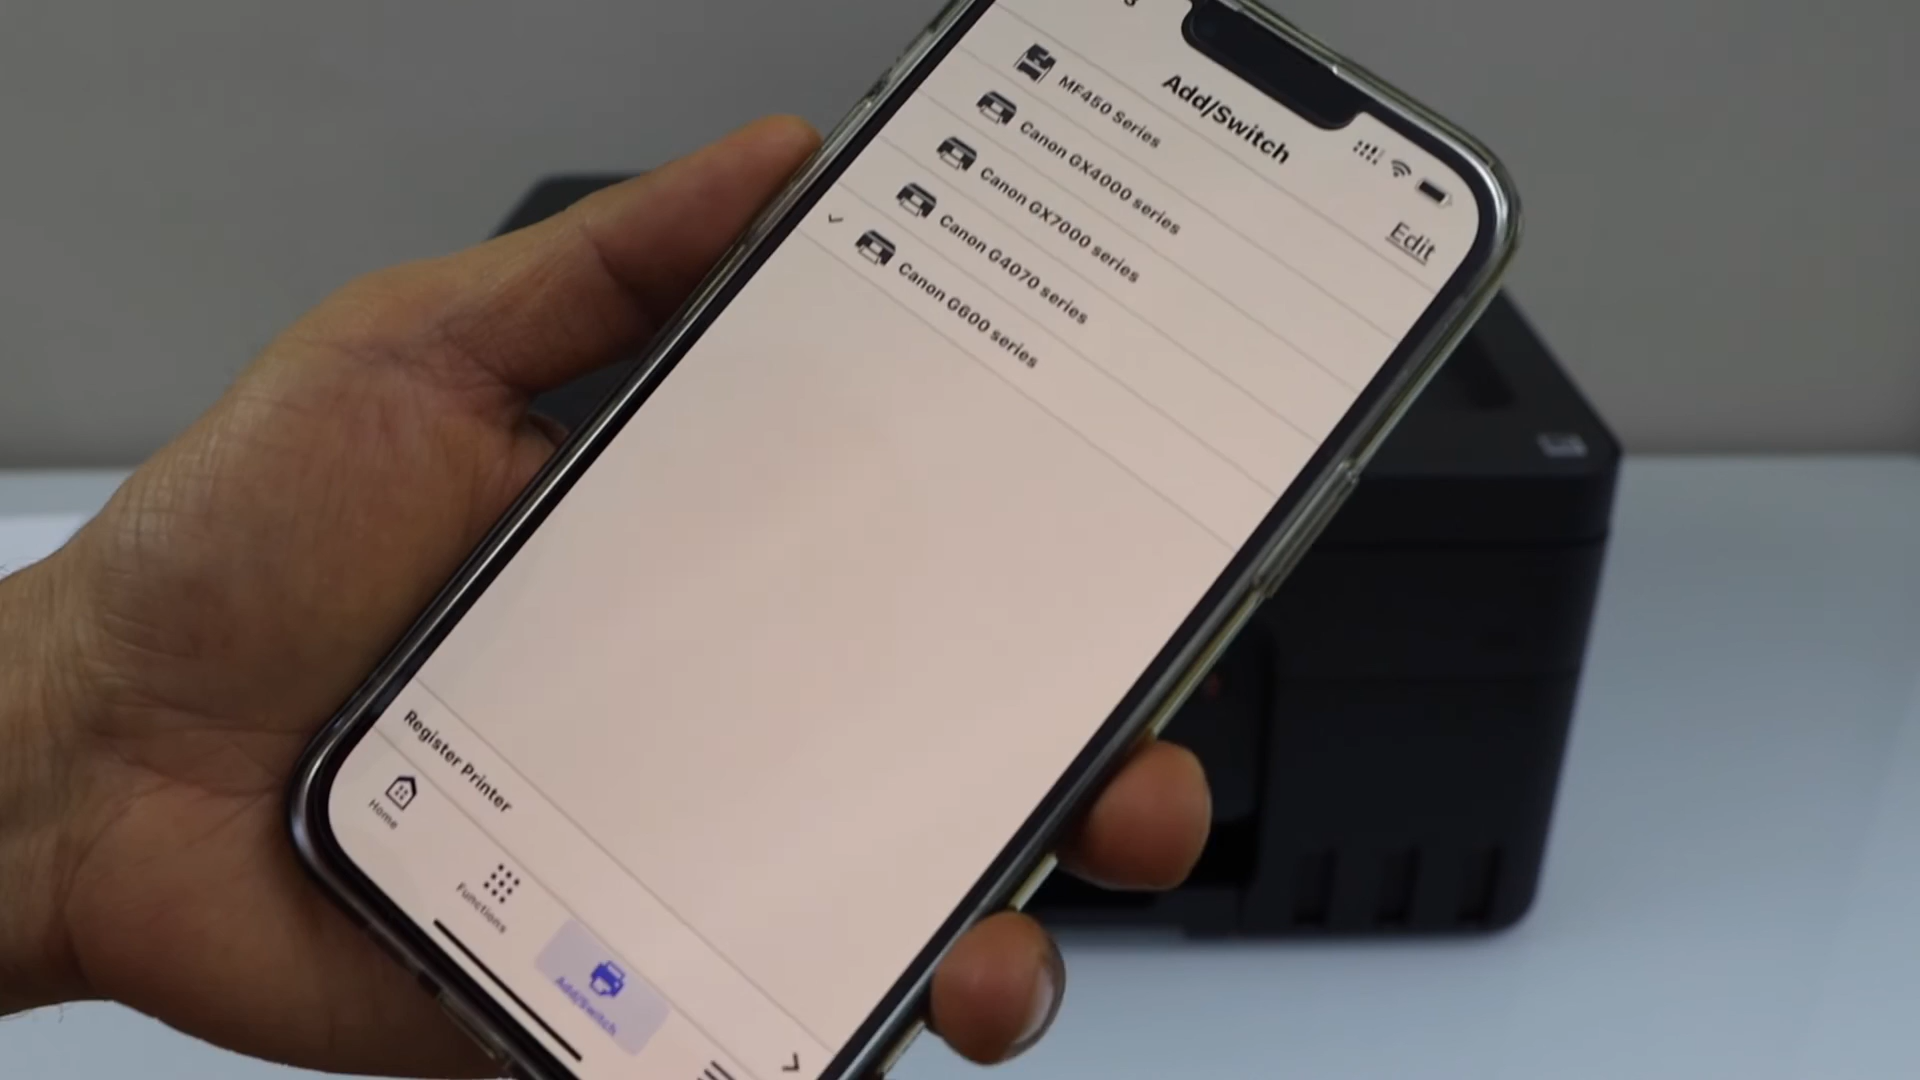 Add/Switch
Edit
MF450 Series
Canon GX4000 series
Canon GX7000 series
Canon G4070 series
Canon G600 series
Register Printer
Home
Functions
Add/Switch